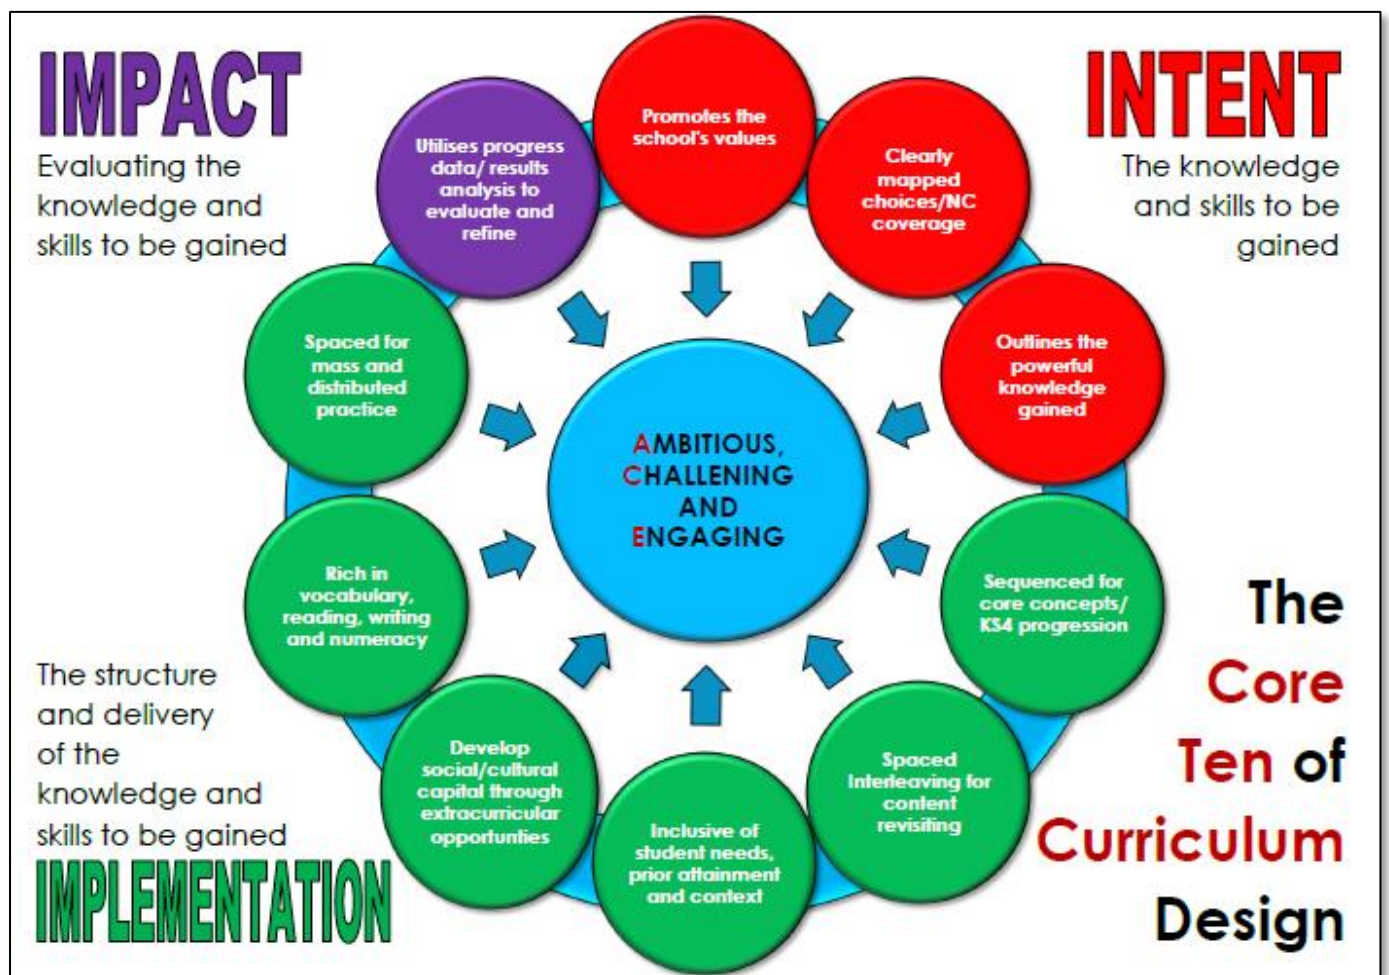 IMPACT
Evaluating the
knowledge and
skills to be gained
INTENT
The knowledge
and skills to be
gained
Promotes the
school's values
Clearly
mapped
choices/NC
coverage
Outlines the
powerful
knowledge
gained
Sequenced for
core concepts/
KS4 progression
Spaced
Interleaving for
content
revisiting
Inclusive of
student needs,
prior attainment
and context
Develop
social/cultural
capital through
extracurricular
opportunties
Rich in
vocabulary,
reading, writing
and numeracy
Spaced for
mass and
distributed
practice
Utilises progress
data/ results
analysis to
evaluate and
refine
AMBITIOUS,
CHALLENING
AND
ENGAGING
The structure
and delivery
of the
knowledge and
skills to be gained
IMPLEMENTATION
The
Core
Ten of
Curriculum
Design